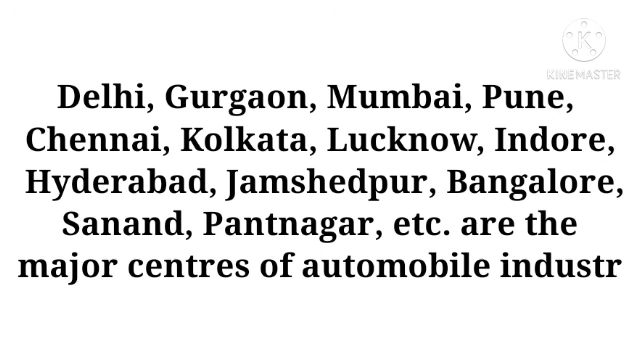 KINEMASTER
Delhi, Gurgaon, Mumbai, Pune,
Chennai, Kolkata, Lucknow, Indore,
Hyderabad, Jamshedpur, Bangalore,
Sanand, Pantnagar, etc. are the
major centres of automobile industr